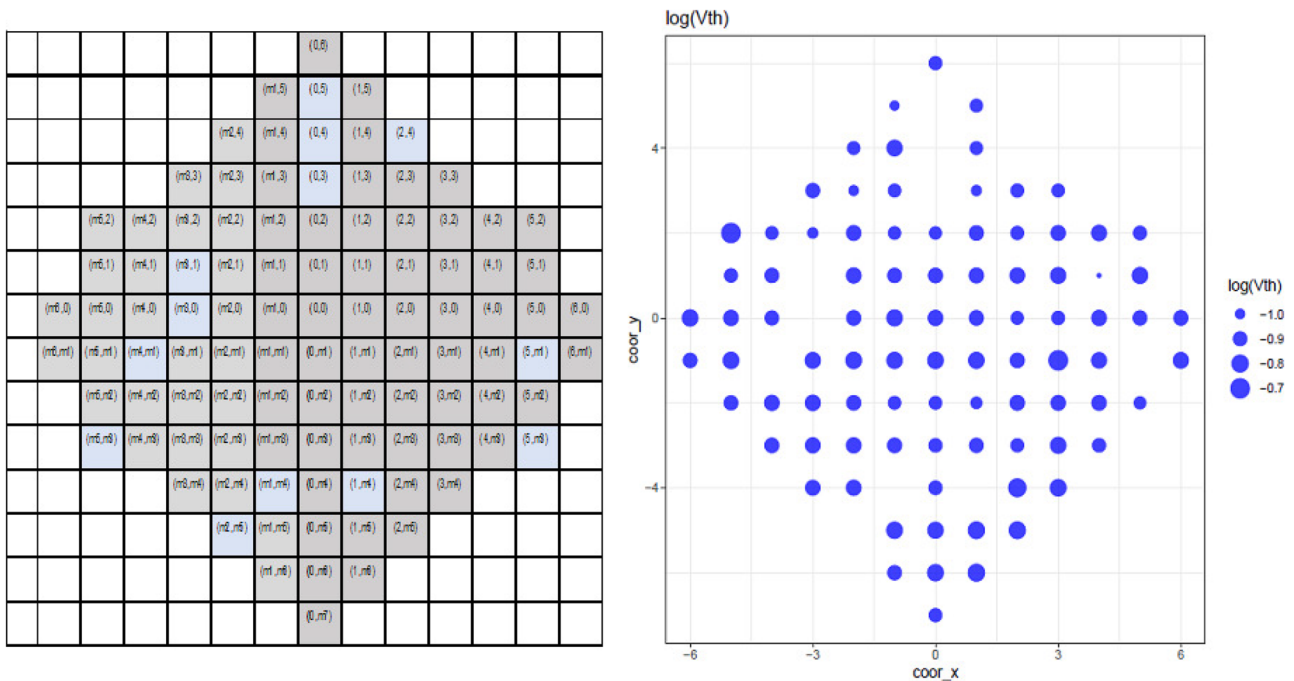 (0,6)
(m1,5) (0,5) (1,5)
(m2,4) (m1,4) (0,4) (1,4) (2,4)
(m3,3) (m2,3) (m1,3) (0,3) (1,3) (2,3) (3,3)
(m5,2) (m4,2) (m3,2) (m2,2) (m1,2) (0,2) (1,2) (2,2) (3,2) (4,2) (5,2)
(m5,1) (m4,1) (m3,1) (m2,1) (m1,1) (0,1) (1,1) (2,1) (3,1) (4,1) (5,1)
(m6,0) (m5,0) (m4,0) (m3,0) (m2,0) (m1,0) (0,0) (1,0) (2,0) (3,0) (4,0) (5,0) (6,0)
(m6,m1) (m5,m1) (m4,m1) (m3,m1) (m2,m1) (m1,m1) (0,m1) (1,m1) (2,m1) (3,m1) (4,m1) (5,m1) (6,m1)
(m5,m2) (m4,m2) (m3,m2) (m2,m2) (m1,m2) (0,m2) (1,m2) (2,m2) (3,m2) (4,m2) (5,m2)
(m5,m3) (m4,m3) (m3,m3) (m2,m3) (m1,m3) (0,m3) (1,m3) (2,m3) (3,m3) (4,m3) (5,m3)
(m3,m4) (m2,m4) (m1,m4) (0,m4) (1,m4) (2,m4) (3,m4)
(m2,m5) (m1,m5) (0,m5) (1,m5) (2,m5)
(m1,m6) (0,m6) (1,m6)
(0,m7)
log(Vth)
coor_y
4
0
−4
−6 −3 0 3 6
coor_x
log(Vth)
−1.0
−0.9
−0.8
−0.7